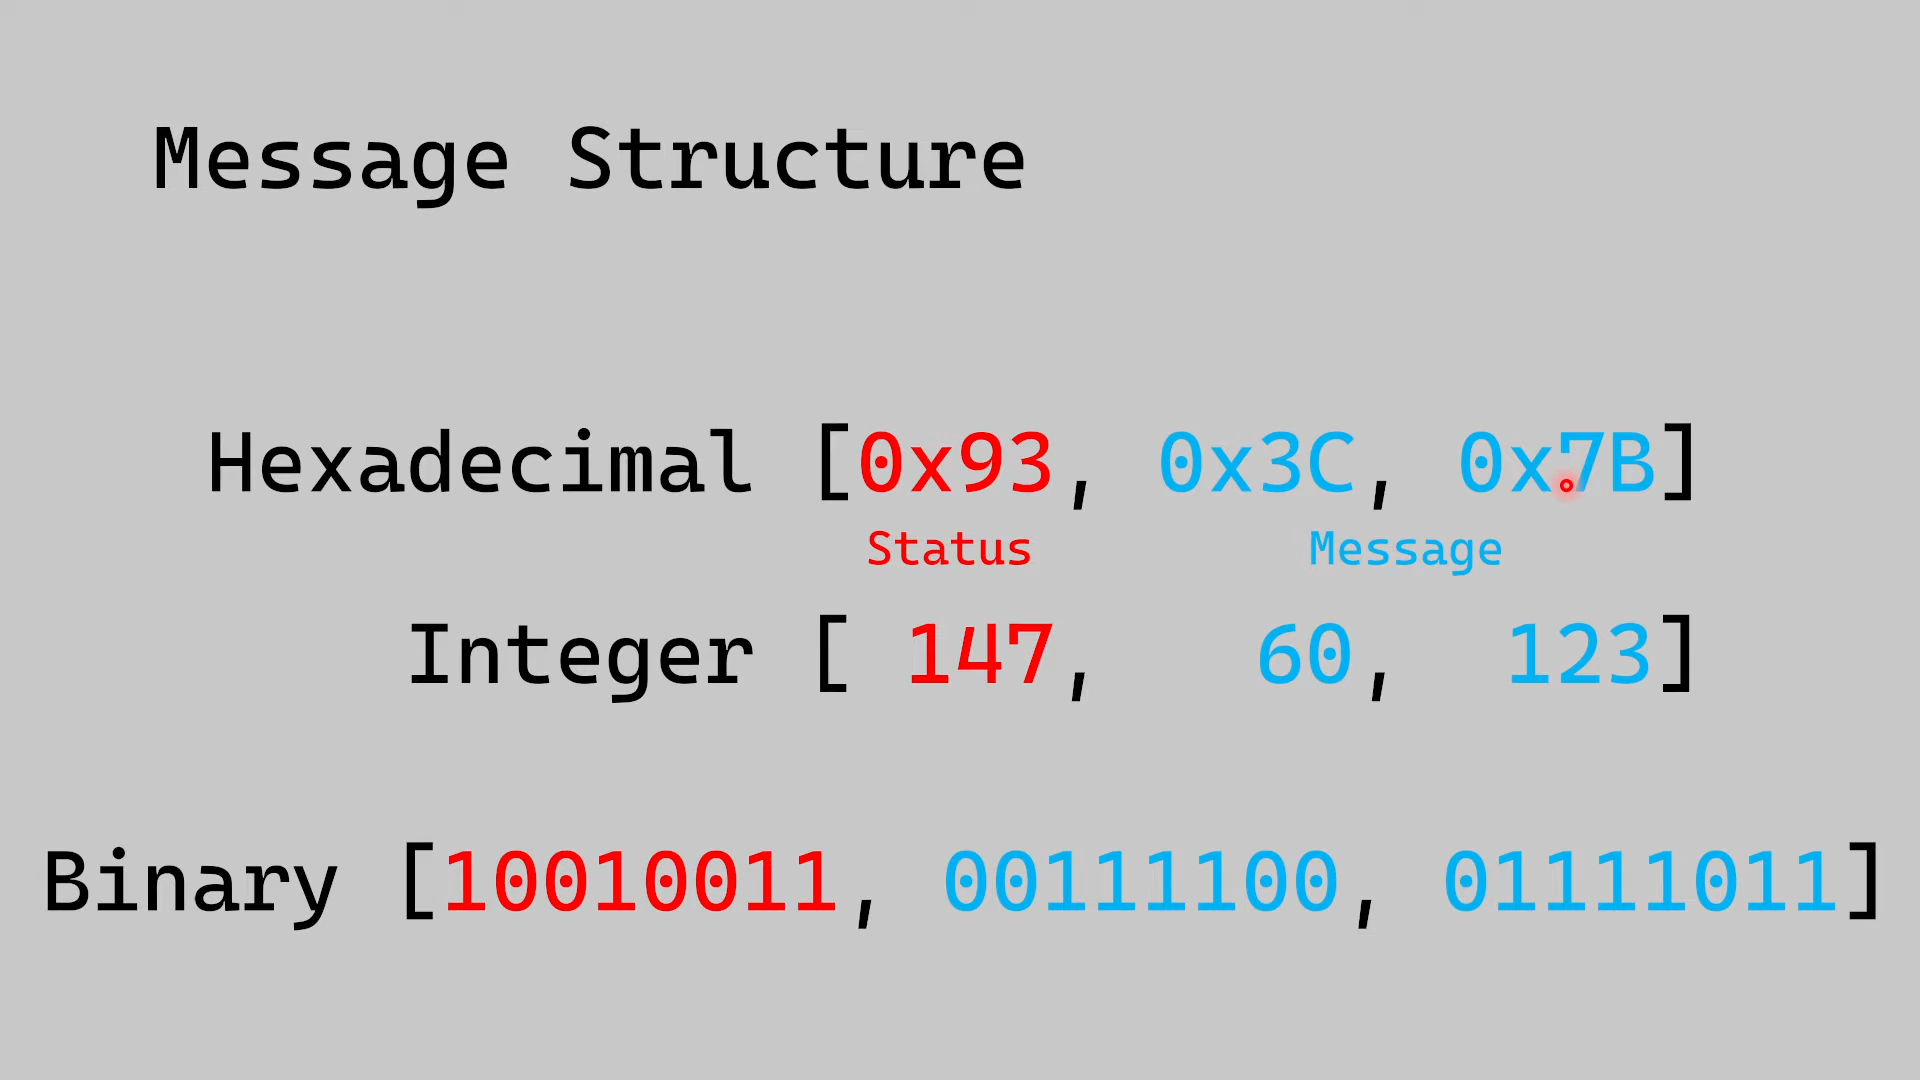 Message Structure
Hexadecimal [0x93, 0x3C, 0x7B]
Status Message
Integer [ 147, 60, 123]
Binary [10010011, 00111100, 01111011]